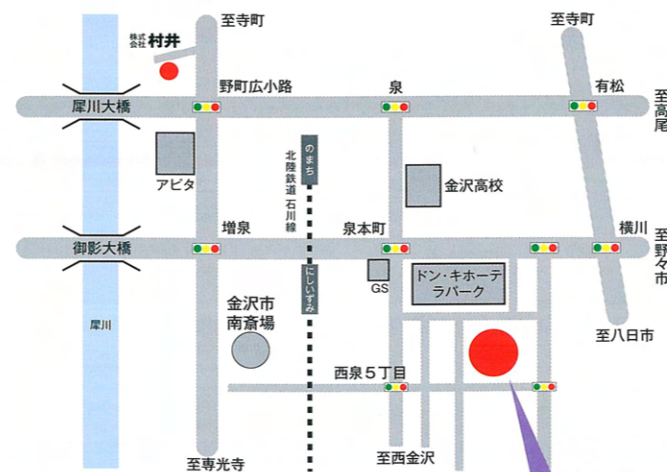 至寺町
至寺町
株式
会社 村井
野町広小路
泉
有松
至高尾
犀川大橋
のまち
北陸鉄道 石川線
アピタ
金沢高校
増泉
泉本町
横川
至野々市
御影大橋
GS
ドン・キホーテ
ラパーク
にしいずみ
金沢市
南斎場
犀川
至八日市
西泉5丁目
至専光寺
至西金沢